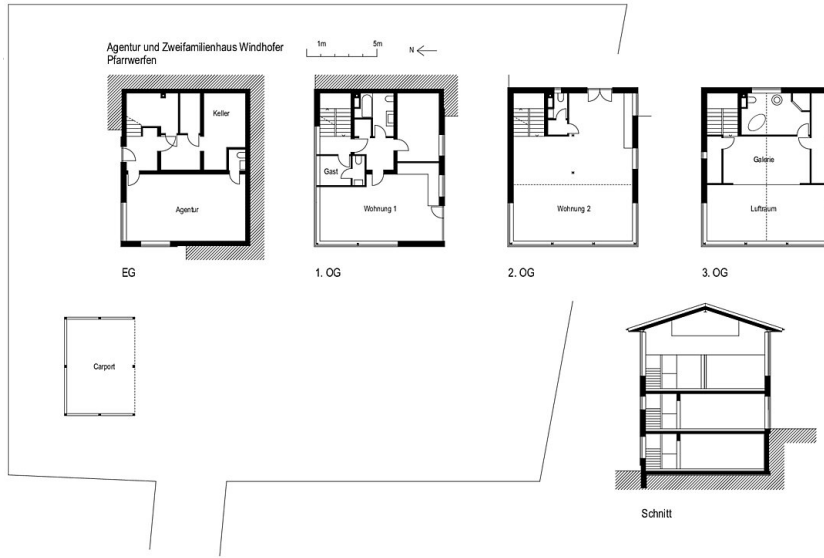 Agentur und Zweifamilienhaus Windhofer
Pfarrwerfen
1m 5m N
Keller
Agentur
EG
Gast
Wohnung 1
1. OG
Wohnung 2
2. OG
Galerie
Luftraum
3. OG
Carport
Schnitt